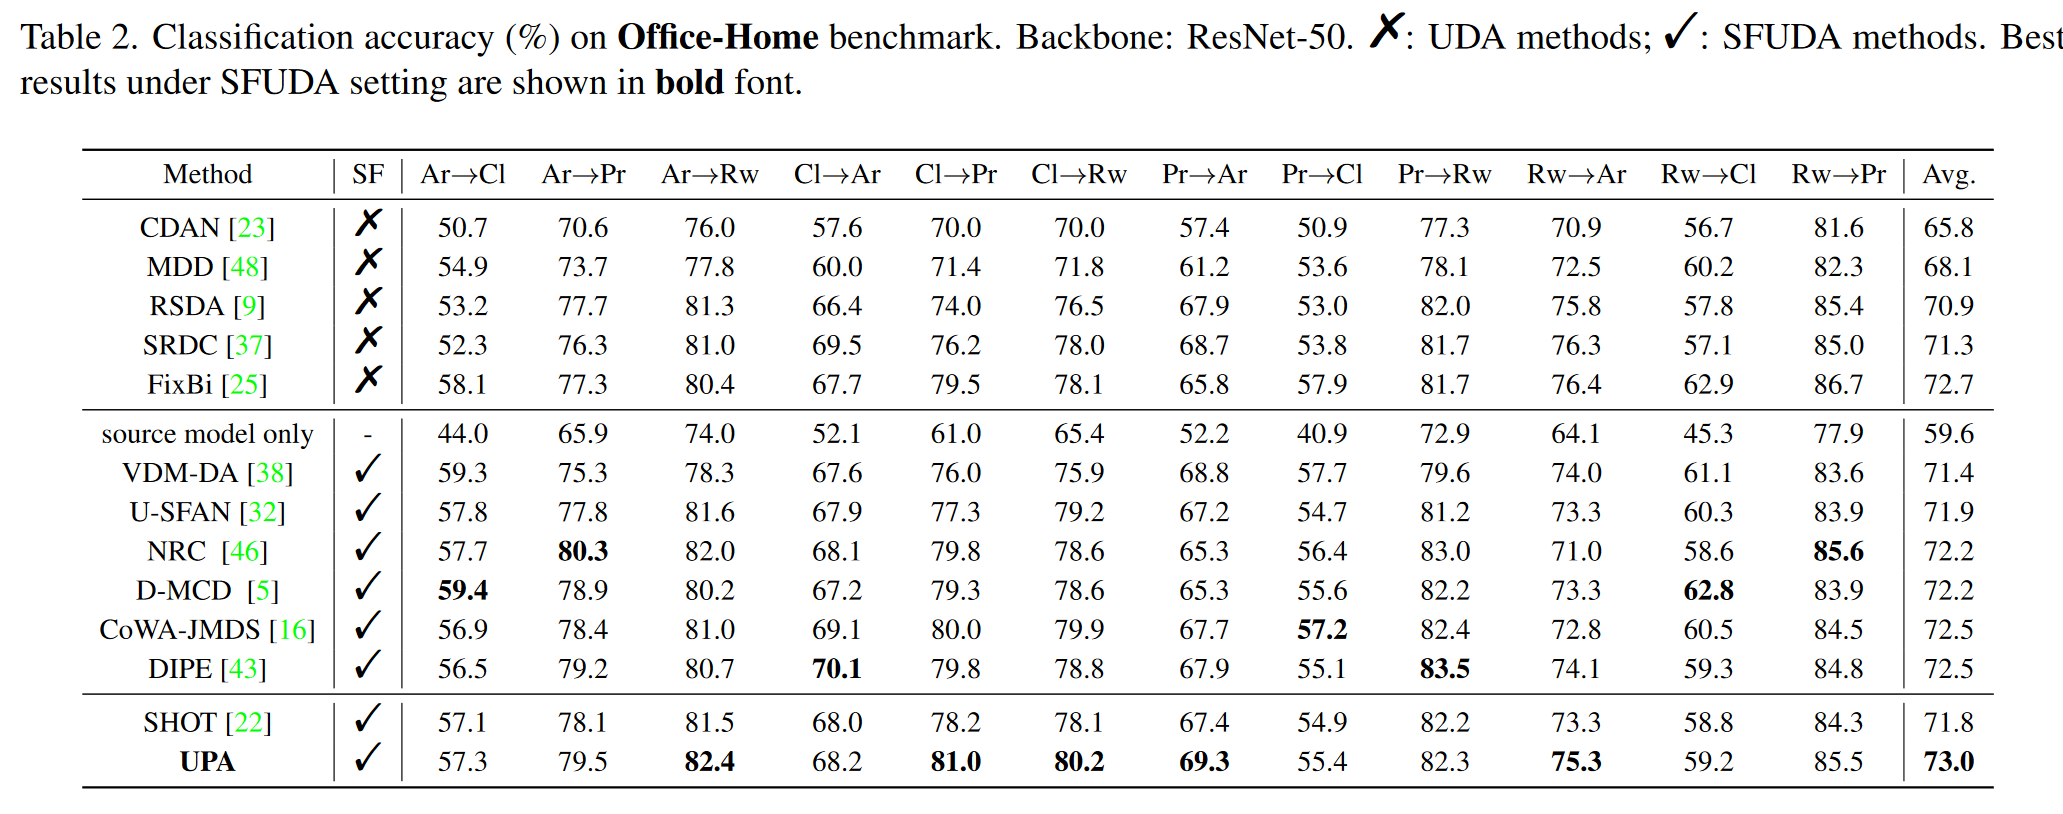 Table 2. Classification accuracy (%) on Office-Home benchmark. Backbone: ResNet-50. ✗: UDA methods; ✓: SFUDA methods. Best
results under SFUDA setting are shown in bold font.
Method SF Ar→Cl Ar→Pr Ar→Rw Cl→Ar Cl→Pr Cl→Rw Pr→Ar Pr→Cl Pr→Rw Rw→Ar Rw→Cl Rw→Pr Avg.
CDAN [23] ✗ 50.7 70.6 76.0 57.6 70.0 70.0 57.4 50.9 77.3 70.9 56.7 81.6 65.8
MDD [48] ✗ 54.9 73.7 77.8 60.0 71.4 71.8 61.2 53.6 78.1 72.5 60.2 82.3 68.1
RSDA [9] ✗ 53.2 77.7 81.3 66.4 74.0 76.5 67.9 53.0 82.0 75.8 57.8 85.4 70.9
SRDC [37] ✗ 52.3 76.3 81.0 69.5 76.2 78.0 68.7 53.8 81.7 76.3 57.1 85.0 71.3
FixBi [25] ✗ 58.1 77.3 80.4 67.7 79.5 78.1 65.8 57.9 81.7 76.4 62.9 86.7 72.7
source model only - 44.0 65.9 74.0 52.1 61.0 65.4 52.2 40.9 72.9 64.1 45.3 77.9 59.6
VDM-DA [38] ✓ 59.3 75.3 78.3 67.6 76.0 75.9 68.8 57.7 79.6 74.0 61.1 83.6 71.4
U-SFAN [32] ✓ 57.8 77.8 81.6 67.9 77.3 79.2 67.2 54.7 81.2 73.3 60.3 83.9 71.9
NRC [46] ✓ 57.7 80.3 82.0 68.1 79.8 78.6 65.3 56.4 83.0 71.0 58.6 85.6 72.2
D-MCD [5] ✓ 59.4 78.9 80.2 67.2 79.3 78.6 65.3 55.6 82.2 73.3 62.8 83.9 72.2
CoWA-JMDS [16] ✓ 56.9 78.4 81.0 69.1 80.0 79.9 67.7 57.2 82.4 72.8 60.5 84.5 72.5
DIPE [43] ✓ 56.5 79.2 80.7 70.1 79.8 78.8 67.9 55.1 83.5 74.1 59.3 84.8 72.5
SHOT [22] ✓ 57.1 78.1 81.5 68.0 78.2 78.1 67.4 54.9 82.2 73.3 58.8 84.3 71.8
UPA ✓ 57.3 79.5 82.4 68.2 81.0 80.2 69.3 55.4 82.3 75.3 59.2 85.5 73.0